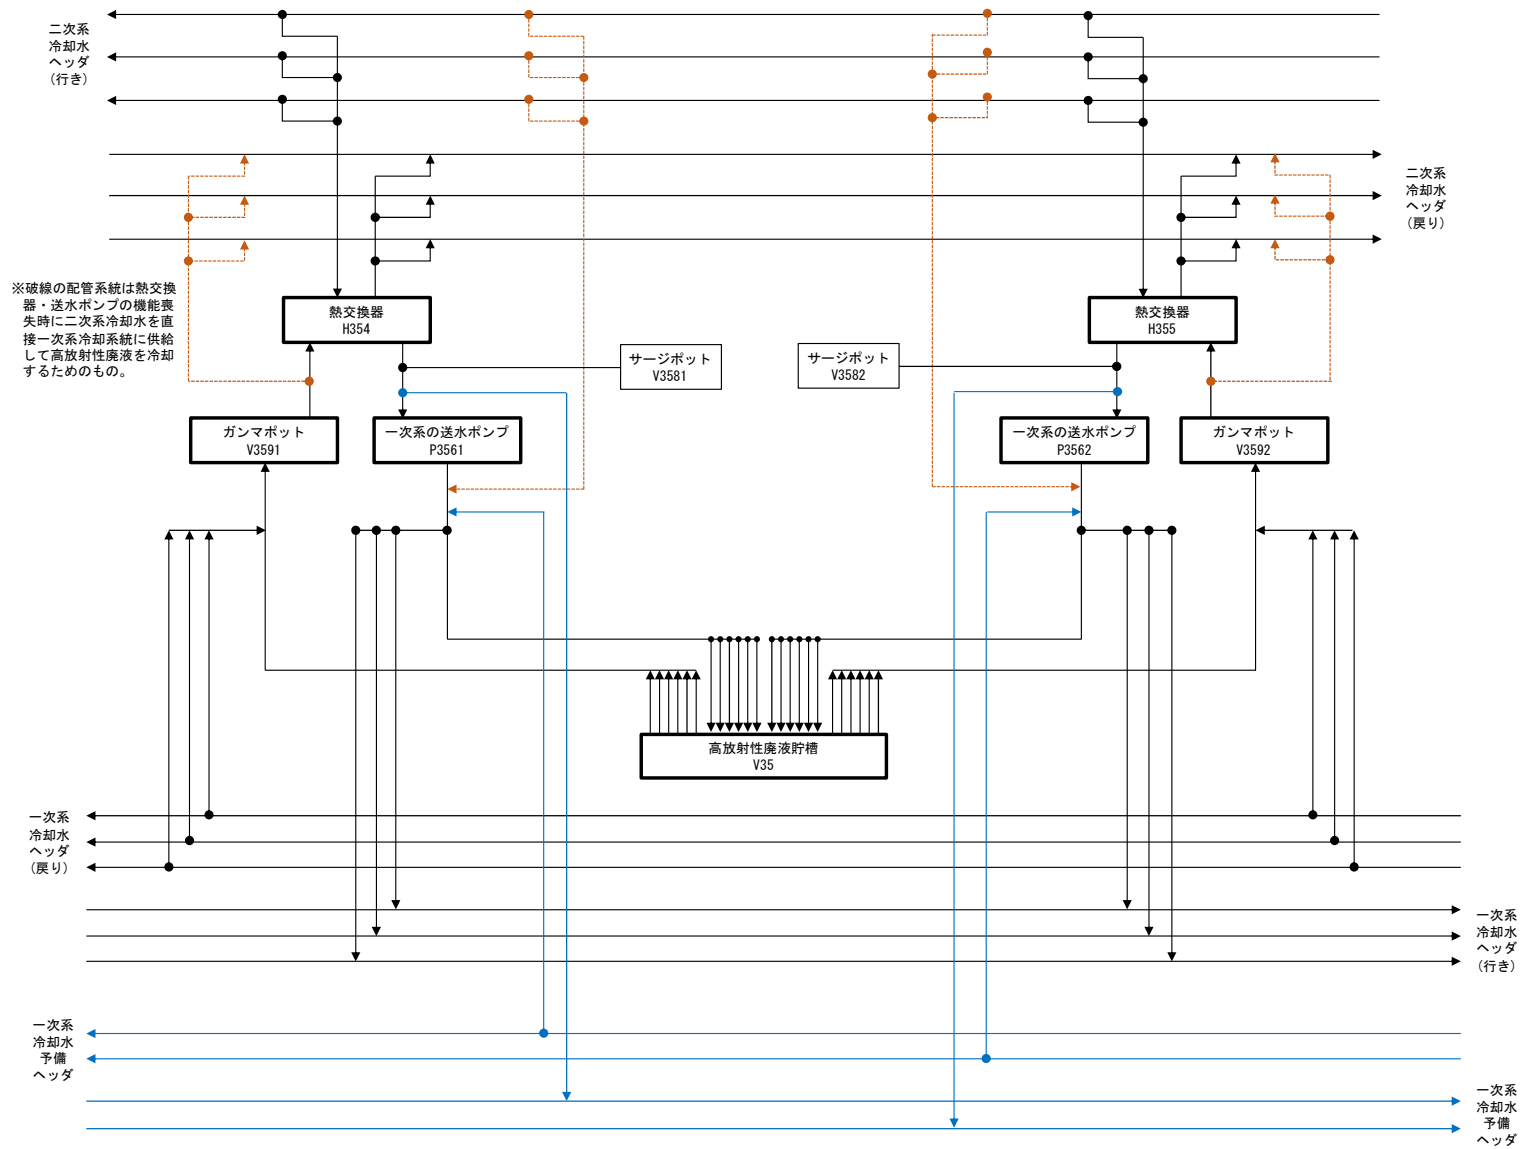 二次系
冷却水
ヘッダ
(行き)
二次系
冷却水
ヘッダ
(戻り)
※破線の配管系統は熱交換
器・送水ポンプの機能喪
失時に二次系冷却水を直
接一次系冷却系統に供給
して高放射性廃液を冷却
するためのもの。
熱交換器
H354
熱交換器
H355
サージポット
V3581
サージポット
V3582
ガンマポット
V3591
一次系の送水ポンプ
P3561
一次系の送水ポンプ
P3562
ガンマポット
V3592
高放射性廃液貯槽
V35
一次系
冷却水
ヘッダ
(戻り)
一次系
冷却水
ヘッダ
(行き)
一次系
冷却水
予備
ヘッダ
一次系
冷却水
予備
ヘッダ